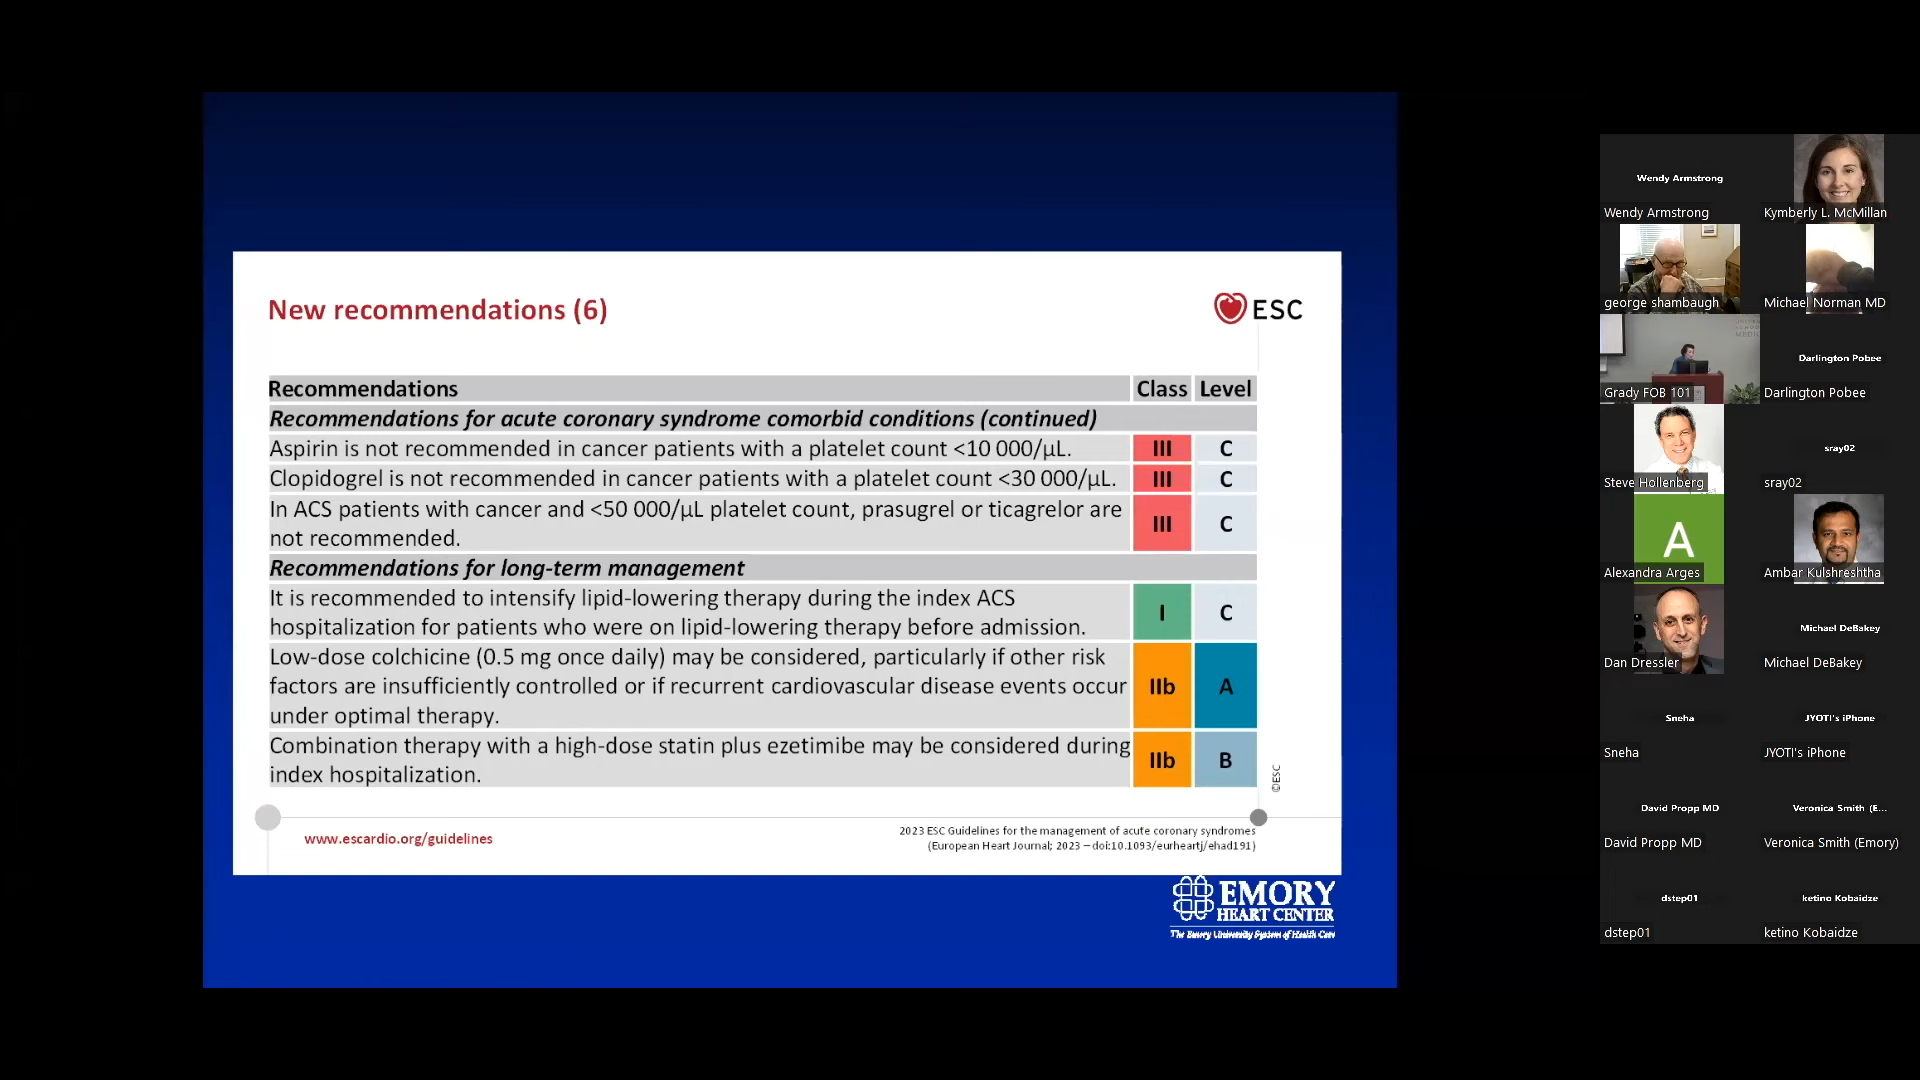 New recommendations (6)
ESC
Recommendations Class Level
Recommendations for acute coronary syndrome comorbid conditions (continued)
Aspirin is not recommended in cancer patients with a platelet count <10 000/µL. III C
Clopidogrel is not recommended in cancer patients with a platelet count <30 000/µL. III C
In ACS patients with cancer and <50 000/µL platelet count, prasugrel or ticagrelor are
not recommended.
III C
Recommendations for long-term management
It is recommended to intensify lipid-lowering therapy during the index ACS
hospitalization for patients who were on lipid-lowering therapy before admission.
I C
Low-dose colchicine (0.5 mg once daily) may be considered, particularly if other risk
factors are insufficiently controlled or if recurrent cardiovascular disease events occur
under optimal therapy.
IIb A
Combination therapy with a high-dose statin plus ezetimibe may be considered during
index hospitalization.
IIb B
©ESC
www.escardio.org/guidelines
2023 ESC Guidelines for the management of acute coronary syndromes
(European Heart Journal; 2023 – doi:10.1093/eurheartj/ehad191)
EMORY
HEART CENTER
The Emory University System of Health Care
Wendy Armstrong
Wendy Armstrong
Kymberly L. McMillan
george shambaugh
Michael Norman MD
Grady FOB 101
Darlington Pobee
Darlington Pobee
Steve Hollenberg
sray02
sray02
A
Alexandra Arges
Ambar Kulshreshtha
Dan Dressler
Michael DeBakey
Michael DeBakey
Sneha
Sneha
JYOTI's iPhone
JYOTI's iPhone
David Propp MD
David Propp MD
Veronica Smith (E...
Veronica Smith (Emory)
dstep01
dstep01
ketino Kobaidze
ketino Kobaidze